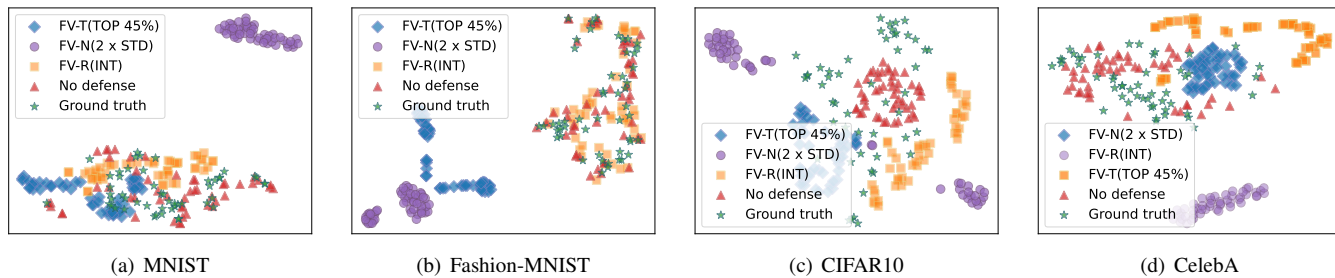 FV-T(TOP 45%)
FV-N(2 x STD)
FV-R(INT)
No defense
Ground truth
(a) MNIST
FV-T(TOP 45%)
FV-N(2 x STD)
FV-R(INT)
No defense
Ground truth
(b) Fashion-MNIST
FV-T(TOP 45%)
FV-N(2 x STD)
FV-R(INT)
No defense
Ground truth
(c) CIFAR10
FV-N(2 x STD)
FV-R(INT)
FV-T(TOP 45%)
No defense
Ground truth
(d) CelebA